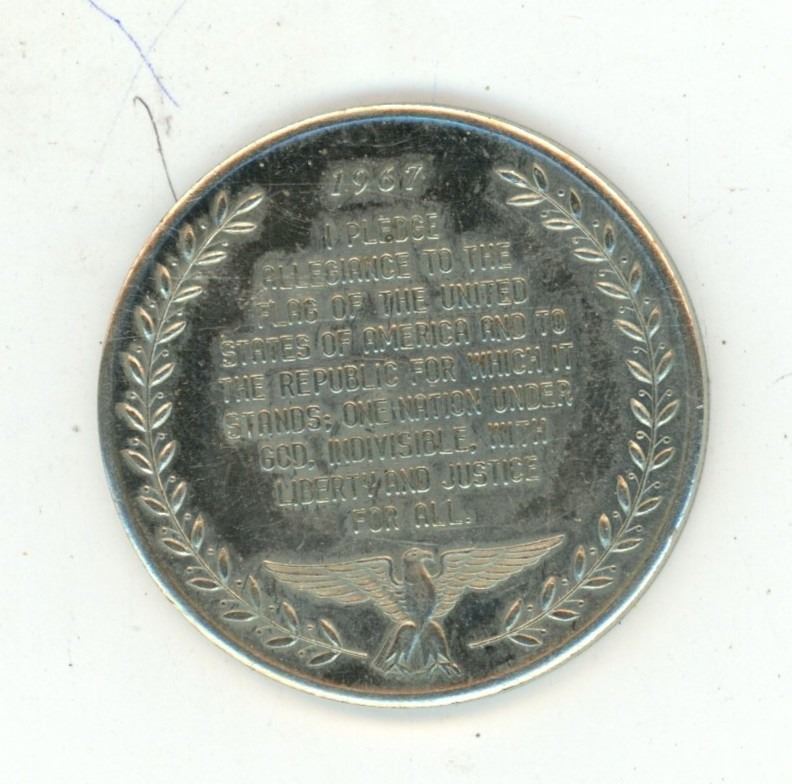 1967
I PLEDGE
ALLEGIANCE TO THE
FLAG OF THE UNITED
STATES OF AMERICA AND TO
THE REPUBLIC FOR WHICH IT
STANDS; ONE NATION UNDER
GOD, INDIVISIBLE, WITH
LIBERTY AND JUSTICE
FOR ALL.